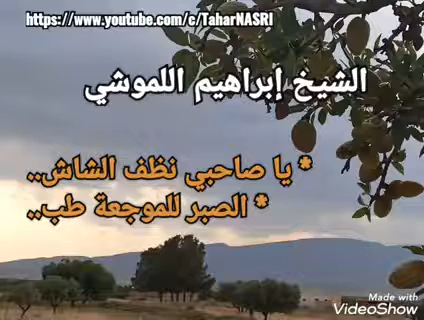 https://www.youtube.com/c/TaharNASRI
الشيخ إبراهيم اللموشي
* يا صاحبي نظف الشاش..
* الصبر للموجعة طب..
Made with
VideoShow